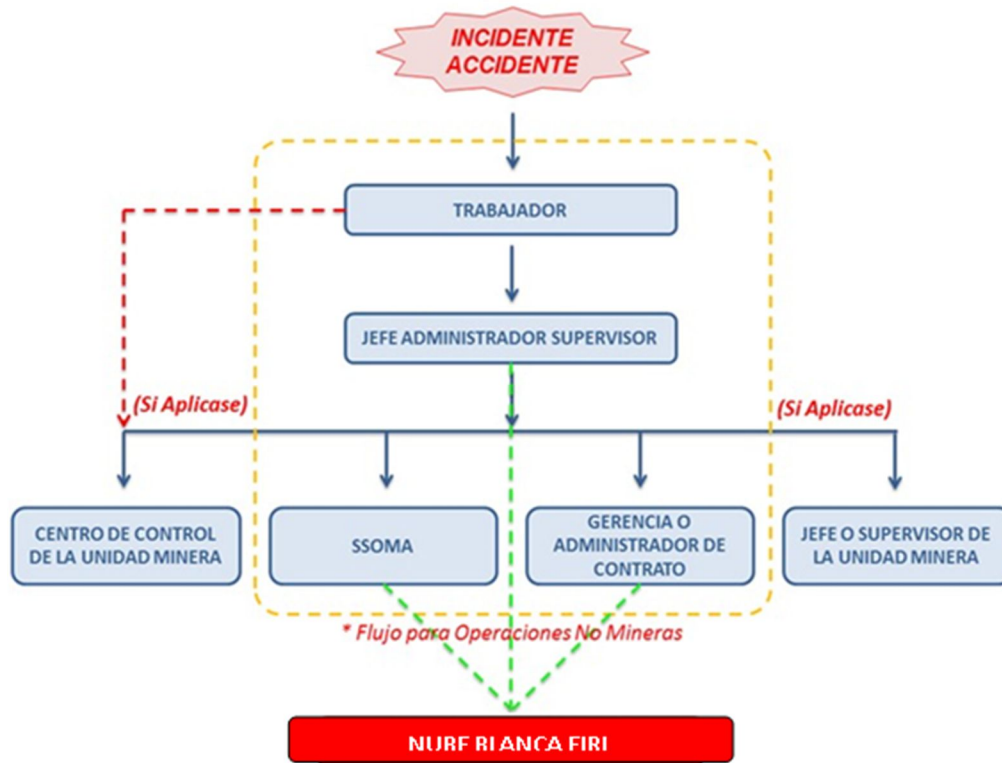 INCIDENTE
ACCIDENTE
TRABAJADOR
JEFE ADMINISTRADOR SUPERVISOR
(Si Aplicase)
(Si Aplicase)
CENTRO DE CONTROL
DE LA UNIDAD MINERA
SSOMA
GERENCIA O
ADMINISTRADOR DE
CONTRATO
JEFE O SUPERVISOR DE
LA UNIDAD MINERA
* Flujo para Operaciones No Mineras
BLANCA